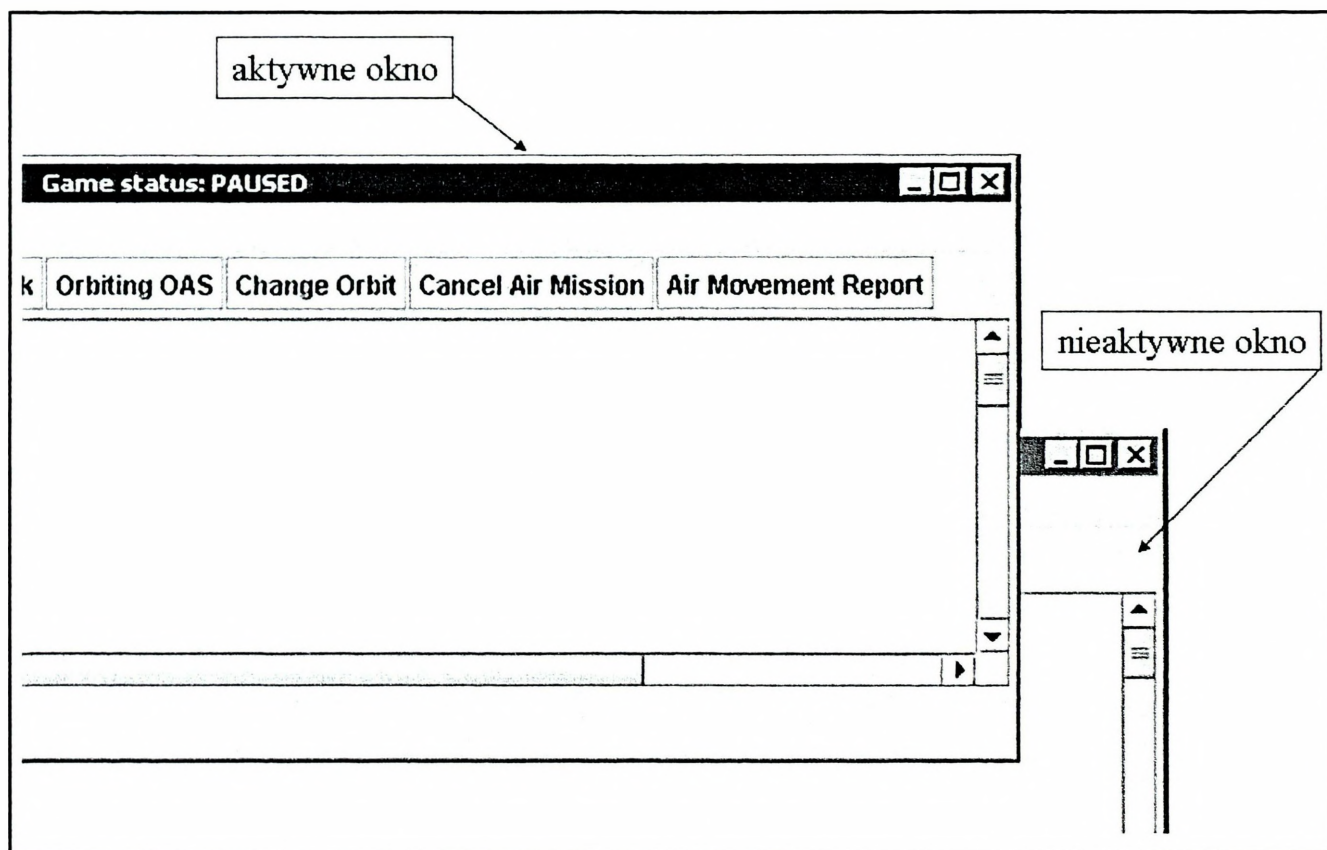 aktywne okno
Game status: PAUSED
k Orbiting OAS Change Orbit Cancel Air Mission Air Movement Report
nieaktywne okno